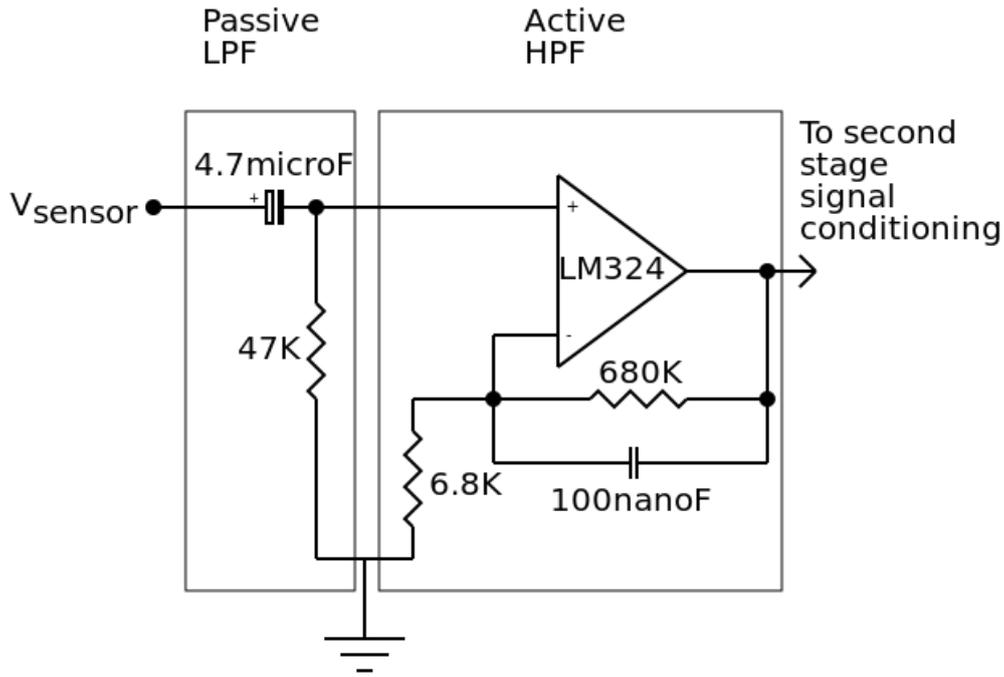 Passive
LPF
Active
HPF
4.7microF
Vsensor
+
+
LM324
-
To second
stage
signal
conditioning
47K
680K
6.8K
100nanoF